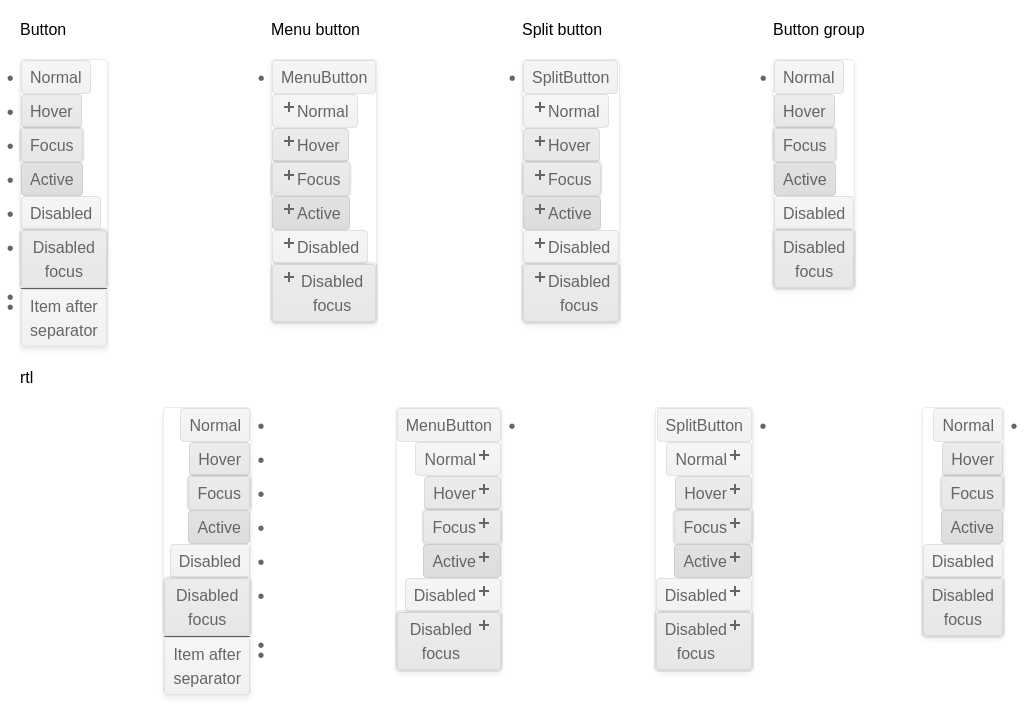 Button
Menu button
Split button
Button group
Normal
Hover
Focus
Active
Disabled
Disabled
focus
Item after
separator
MenuButton
Normal
Hover
Focus
Active
Disabled
Disabled
focus
SplitButton
Normal
Hover
Focus
Active
Disabled
Disabled
focus
Normal
Hover
Focus
Active
Disabled
Disabled
focus
rtl
Normal
Hover
Focus
Active
Disabled
Disabled
focus
Item after
separator
MenuButton
Normal
Hover
Focus
Active
Disabled
Disabled
focus
SplitButton
Normal
Hover
Focus
Active
Disabled
Disabled
focus
Normal
Hover
Focus
Active
Disabled
Disabled
focus